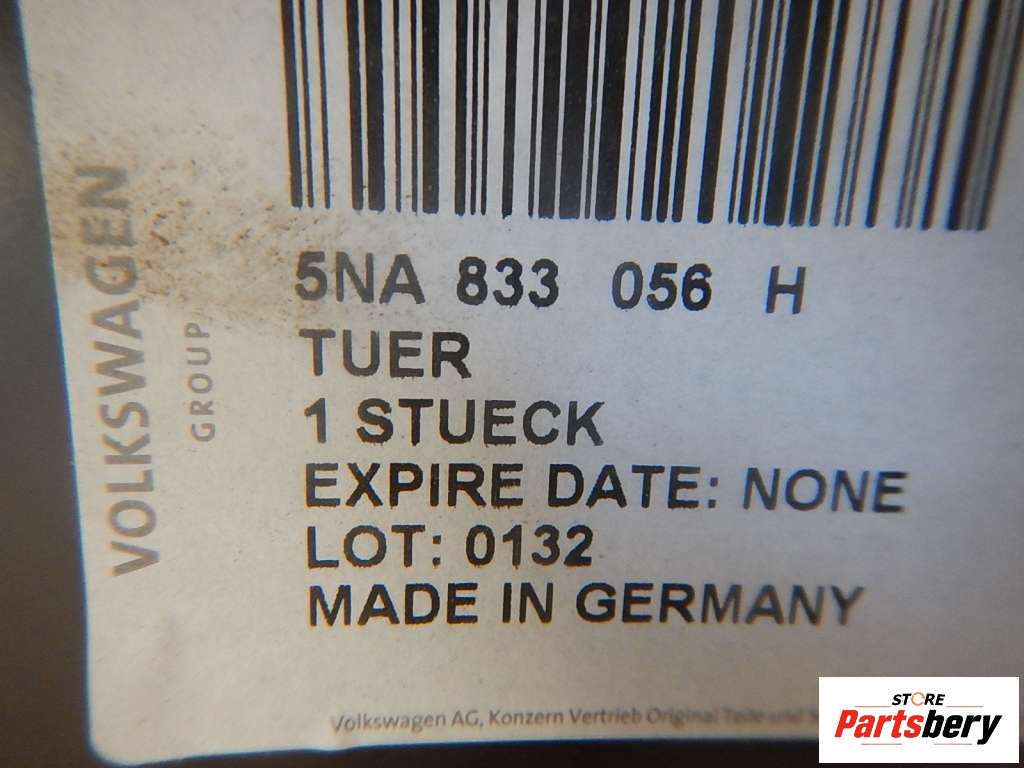 VOLKSWAGEN
GROUP
5NA 833 056 H
TUER
1 STUECK
EXPIRE DATE: NONE
LOT: 0132
MADE IN GERMANY
Volkswagen AG, Konzern Vertrieb Original Teile und
STORE
Partsbery